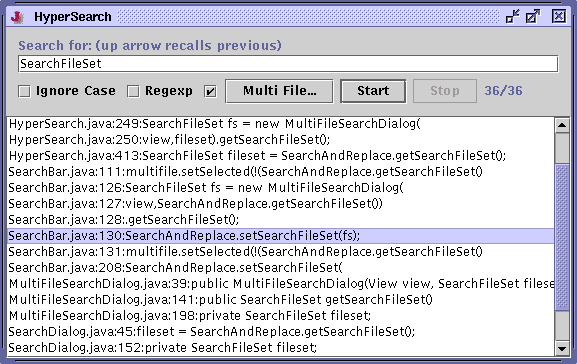 HyperSearch
Search for: (up arrow recalls previous)
SearchFileSet
Ignore Case Regexp Multi File... Start Stop 36/36
HyperSearch.java:249:SearchFileSet fs = new MultiFileSearchDialog(
HyperSearch.java:250:view,fileset).getSearchFileSet();
HyperSearch.java:413:SearchFileSet fileset = SearchAndReplace.getSearchFileSet();
SearchBar.java:111:multifile.setSelected(!(SearchAndReplace.getSearchFileSet()
SearchBar.java:126:SearchFileSet fs = new MultiFileSearchDialog(
SearchBar.java:127:view,SearchAndReplace.getSearchFileSet())
SearchBar.java:128:.getSearchFileSet();
SearchBar.java:130:SearchAndReplace.setSearchFileSet(fs);
SearchBar.java:131:multifile.setSelected(!(SearchAndReplace.getSearchFileSet()
SearchBar.java:208:SearchAndReplace.setSearchFileSet(
MultiFileSearchDialog.java:39:public MultiFileSearchDialog(View view, SearchFileSet filese
MultiFileSearchDialog.java:141:public SearchFileSet getSearchFileSet()
MultiFileSearchDialog.java:198:private SearchFileSet fileset;
SearchDialog.java:45:fileset = SearchAndReplace.getSearchFileSet();
SearchDialog.java:152:private SearchFileSet fileset;